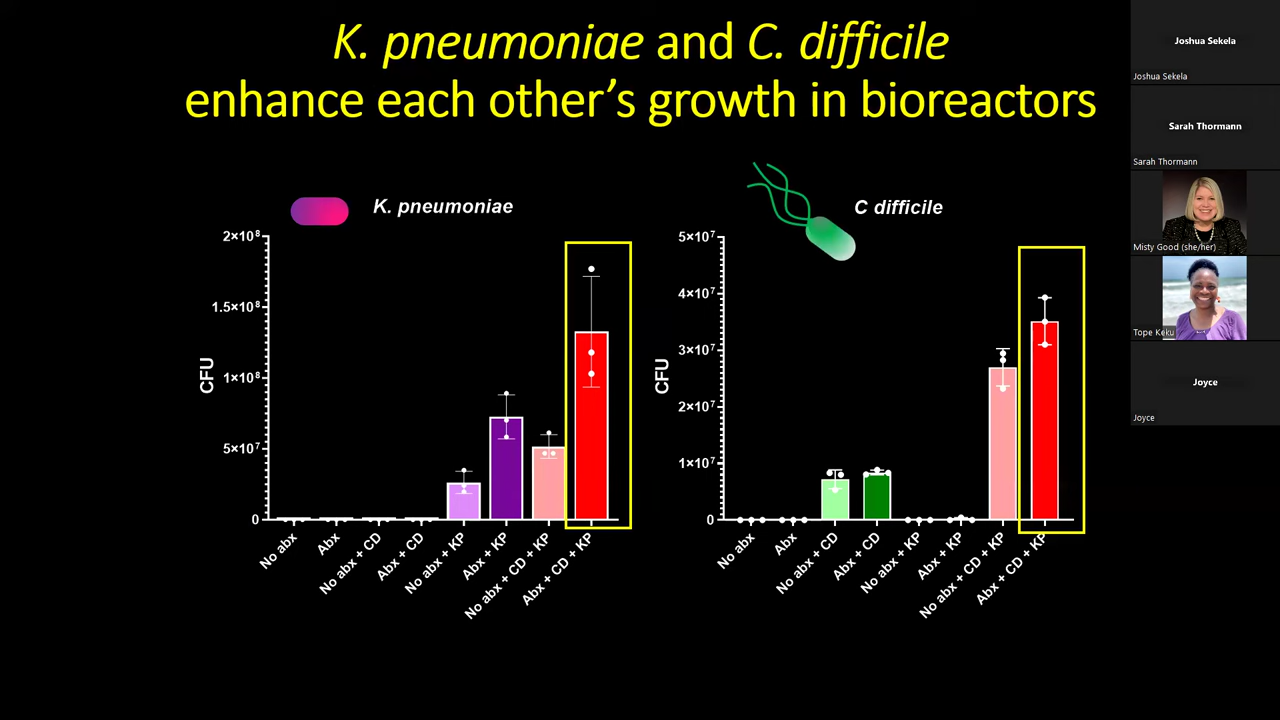 K. pneumoniae and C. difficile
enhance each other's growth in bioreactors
K. pneumoniae
CFU
2×10⁸
1.5×10⁸
1×10⁸
5×10⁷
0
No abx
Abx
No abx + CD
Abx + CD
No abx + KP
Abx + KP
No abx + CD + KP
Abx + CD + KP
C difficile
CFU
5×10⁷
4×10⁷
3×10⁷
2×10⁷
1×10⁷
0
No abx
Abx
No abx + CD
Abx + CD
No abx + KP
Abx + KP
No abx + CD + KP
Abx + CD + KP
Joshua Sekela
Joshua Sekela
Sarah Thormann
Sarah Thormann
Misty Good (she/her)
Tope Keku
Joyce
Joyce